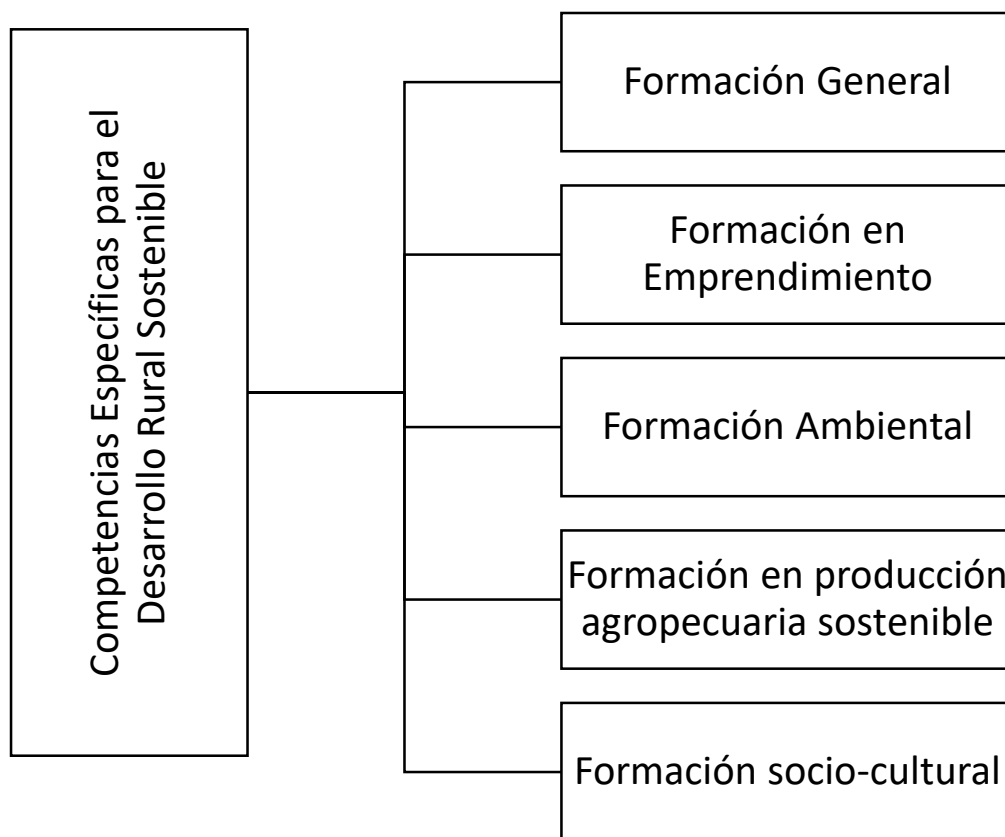 Competencias Específicas para el
Desarrollo Rural Sostenible
Formación General
Formación en
Emprendimiento
Formación Ambiental
Formación en producción
agropecuaria sostenible
Formación socio-cultural